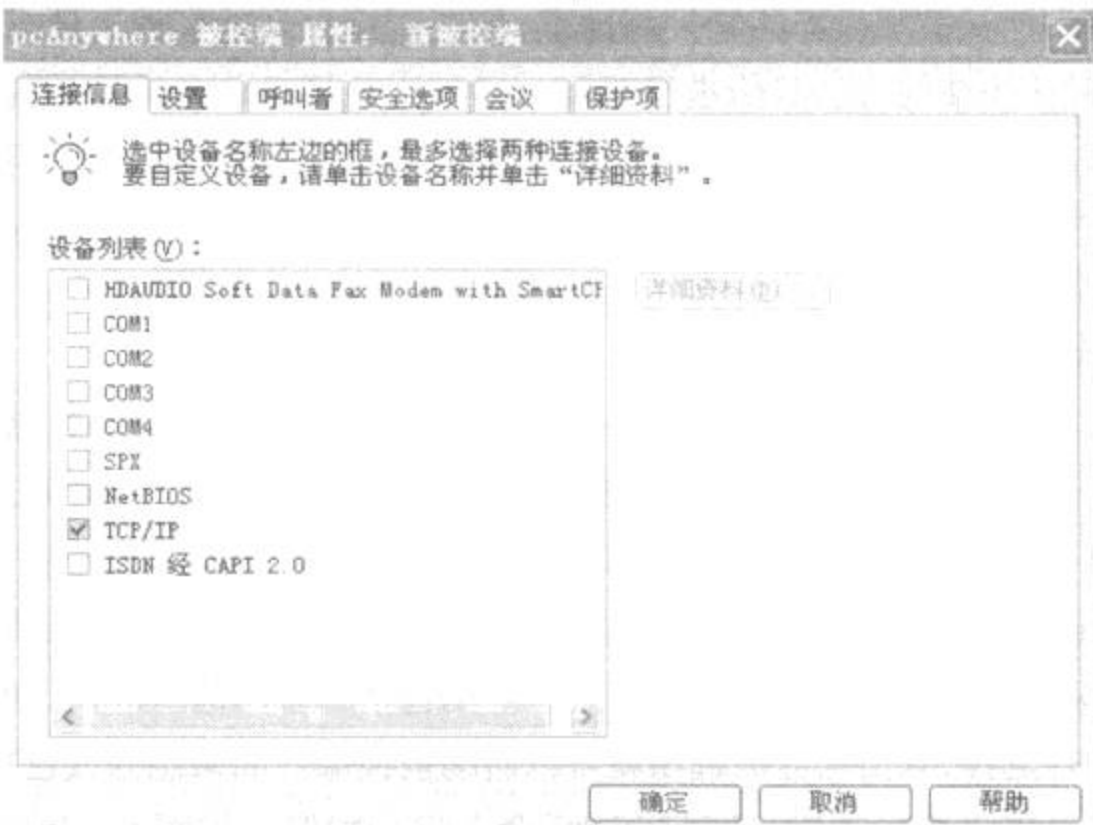 pcAnywhere 被控端 属性: 新被控端
连接信息 设置 呼叫者 安全选项 会议 保护项
选中设备名称左边的框，最多选择两种连接设备。
要自定义设备，请单击设备名称并单击“详细资料”。
设备列表(V)：
详细资料(D)
HDAUDIO Soft Data Fax Modem with SmartCP
COM1
COM2
COM3
COM4
SPX
NetBIOS
TCP/IP
ISDN 经 CAPI 2.0
确定 取消 帮助